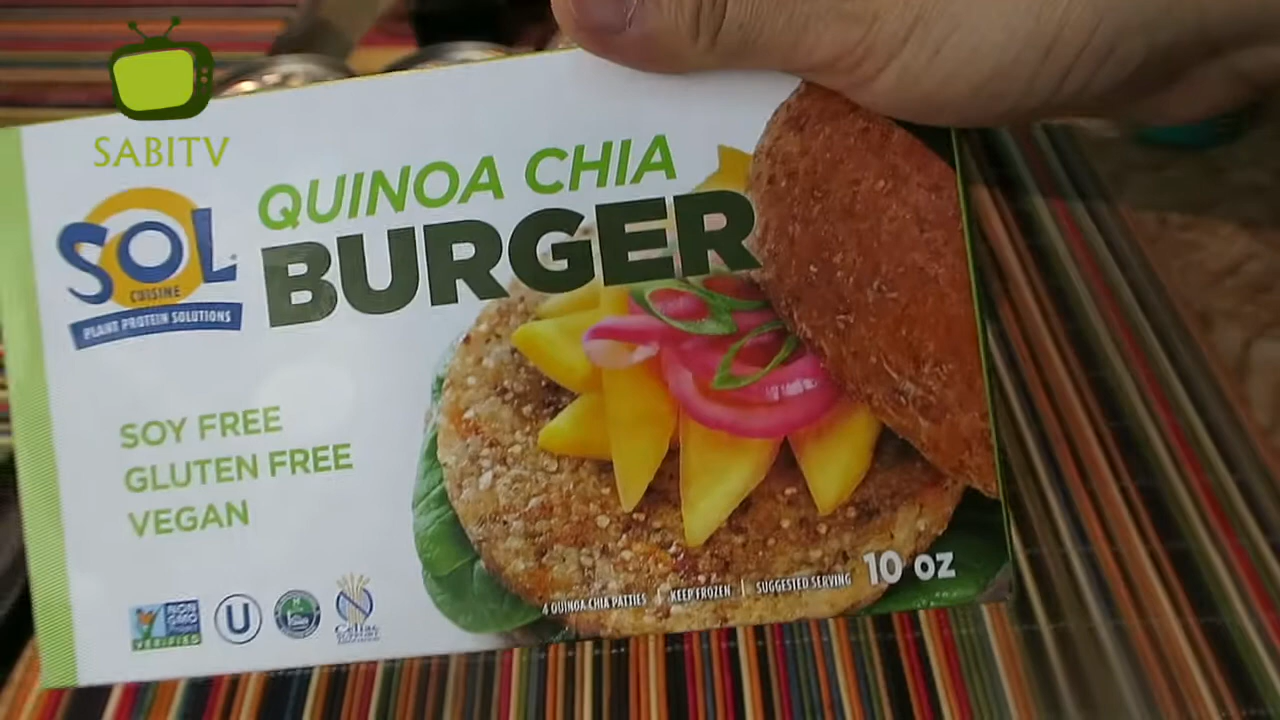 SABITV
SOL
CUISINE
PLANT PROTEIN SOLUTIONS
QUINOA CHIA
BURGER
SOY FREE
GLUTEN FREE
VEGAN
NON
GMO
VERIFIED
U
4 QUINOA CHIA PATTIES | KEEP FROZEN | SUGGESTED SERVING 10 OZ